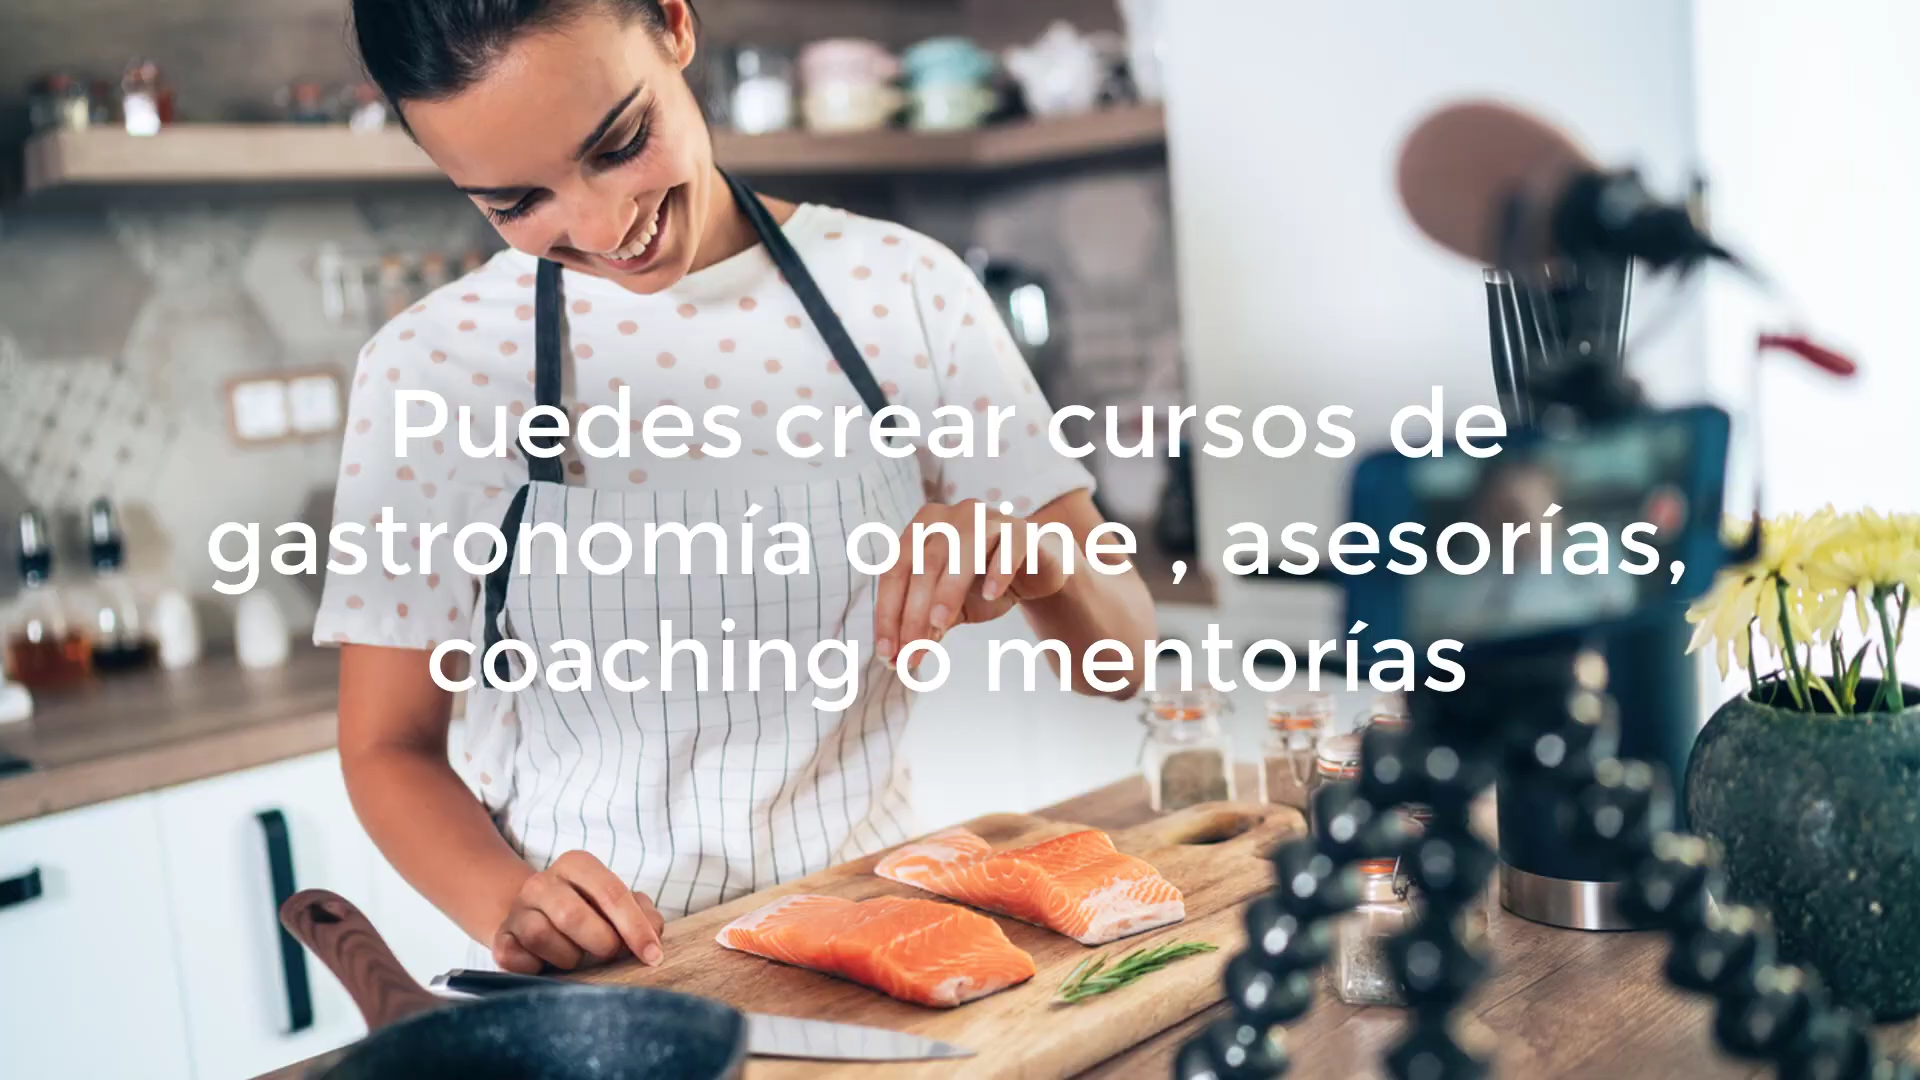 Puedes crear cursos de
gastronomía online , asesorías,
coaching o mentorías